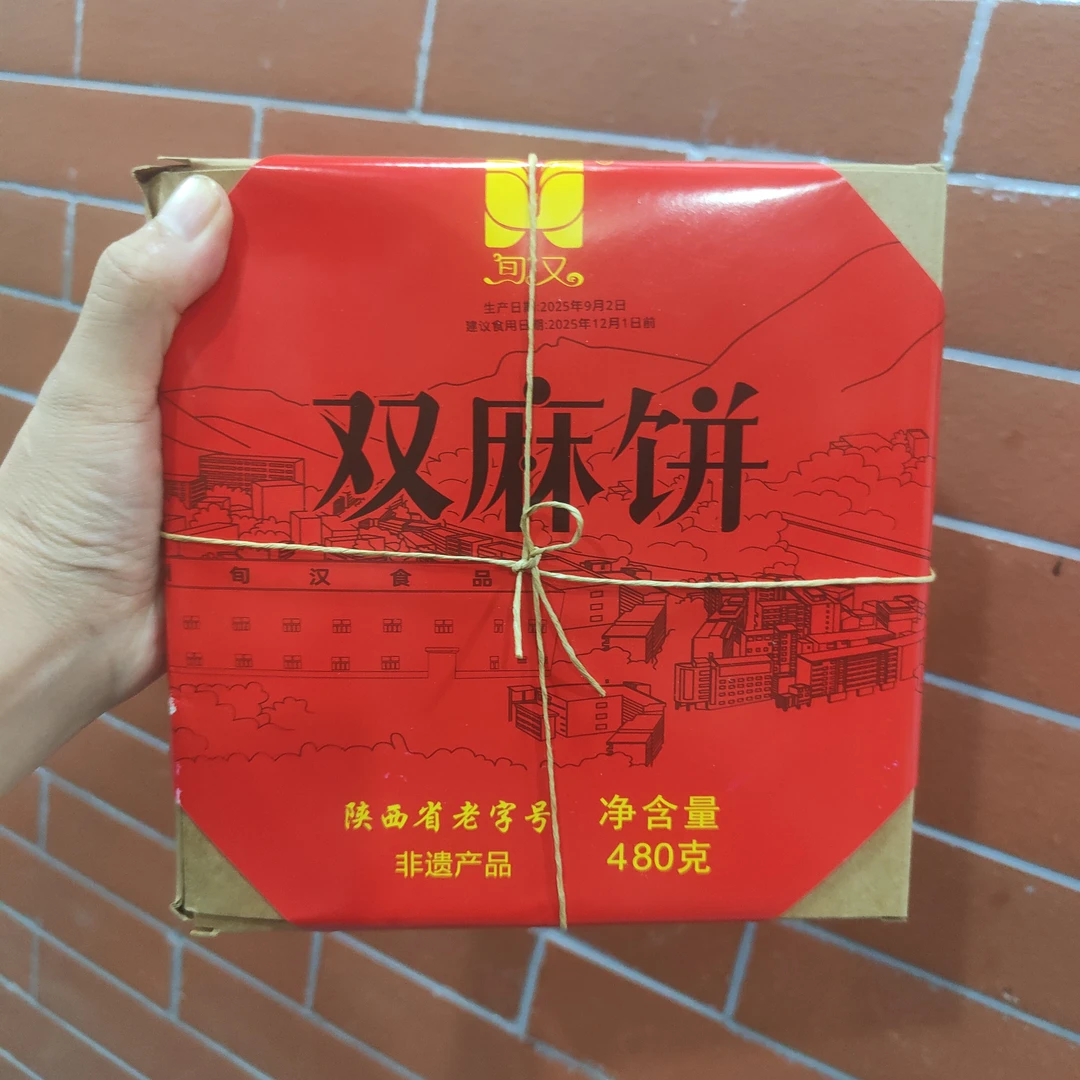 旬汉
生产日期:2025年9月2日
建议食用日期:2025年12月1日前
双麻饼
旬汉食品
陕西省老字号
非遗产品
净含量
480克